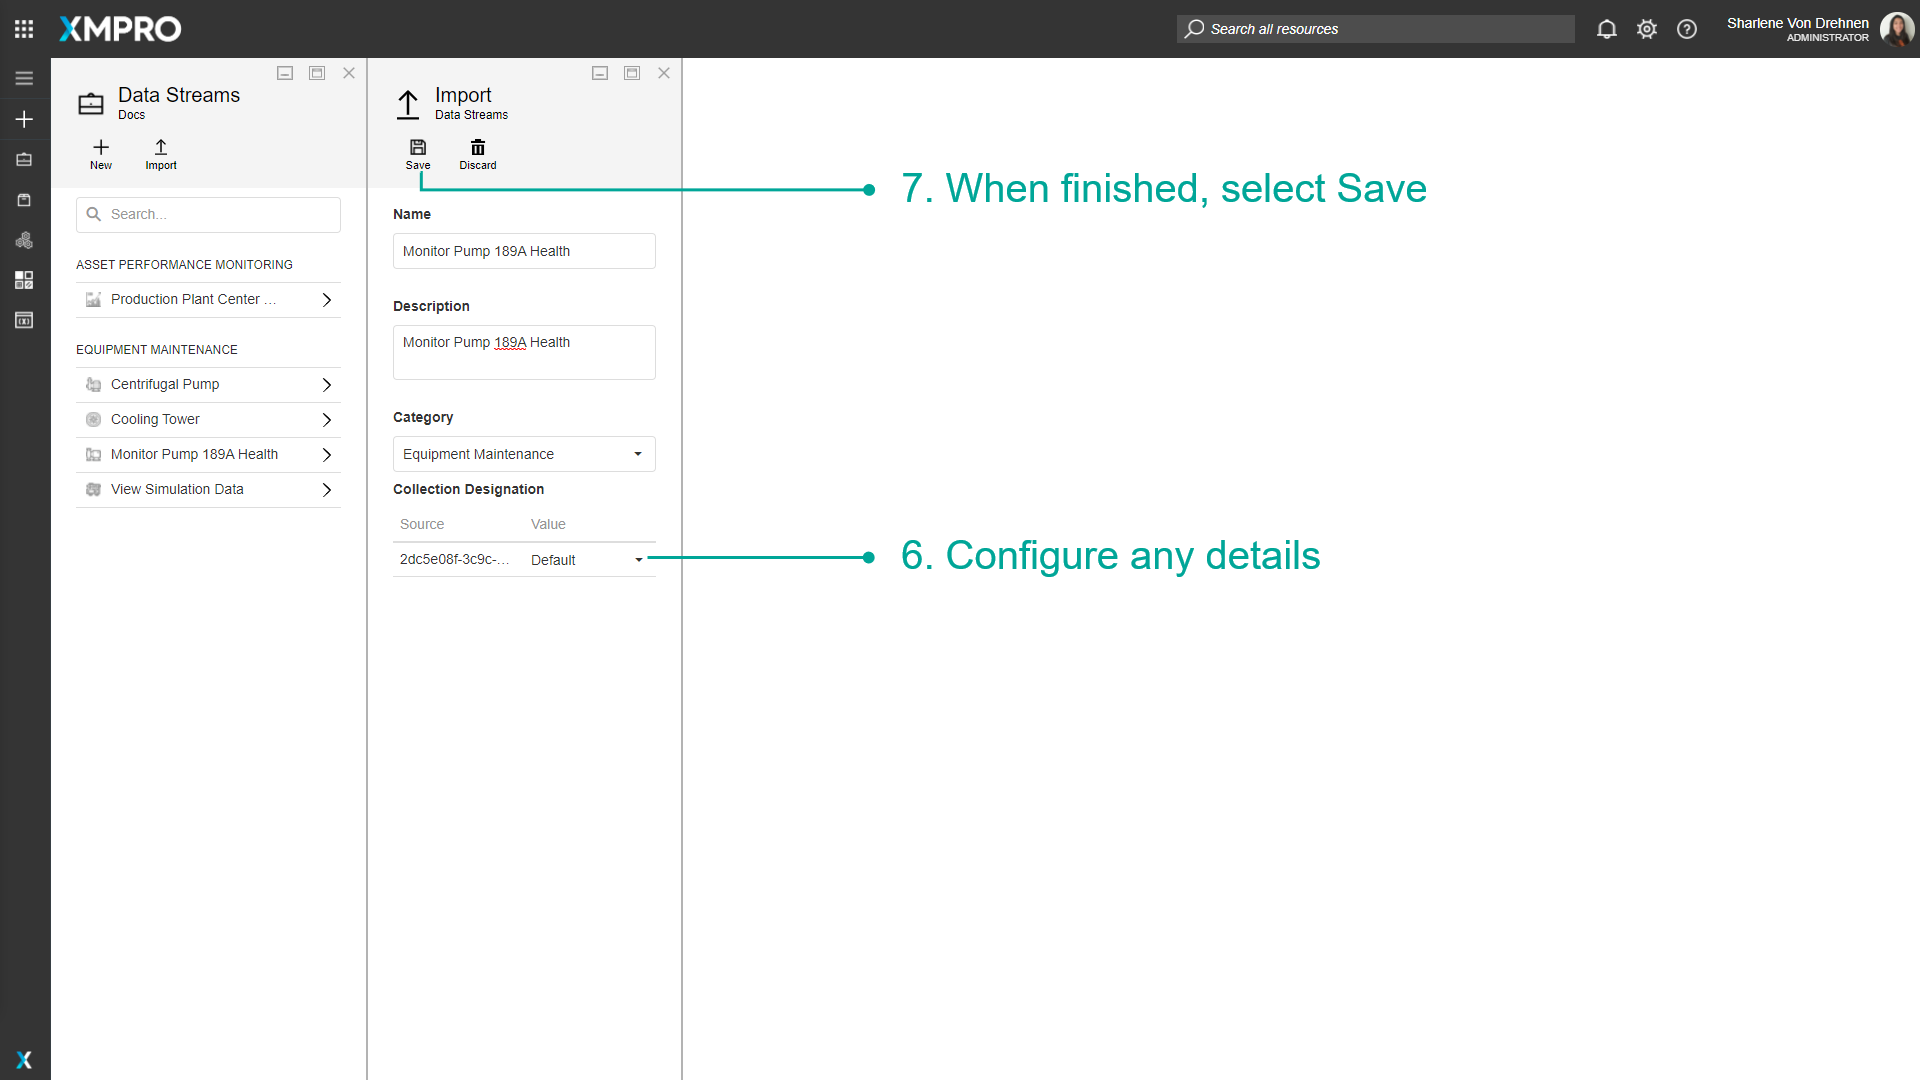 XMPRO
Search all resources
Sharlene Von Drehnen
ADMINISTRATOR
Data Streams
Docs
New
Import
Search...
ASSET PERFORMANCE MONITORING
Production Plant Center ...
EQUIPMENT MAINTENANCE
Centrifugal Pump
Cooling Tower
Monitor Pump 189A Health
View Simulation Data
Import
Data Streams
Save
Discard
Name
Monitor Pump 189A Health
Description
Monitor Pump 189A Health
Category
Equipment Maintenance
Collection Designation
Source Value
2dc5e08f-3c9c-... Default
7. When finished, select Save
6. Configure any details